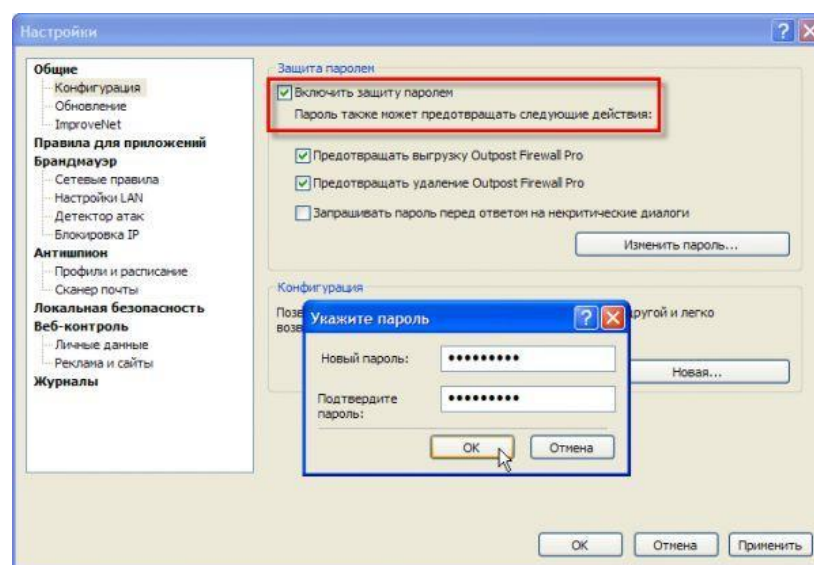 Настройки
Общие
Конфигурация
Обновление
ImproveNet
Правила для приложений
Брандмауэр
Сетевые правила
Настройки LAN
Детектор атак
Блокировка IP
Антишпион
Профили и расписание
Сканер почты
Локальная безопасность
Веб-контроль
Личные данные
Реклама и сайты
Журналы
Защита паролем
Включить защиту паролем
Пароль также может предотвращать следующие действия:
Предотвращать выгрузку Outpost Firewall Pro
Предотвращать удаление Outpost Firewall Pro
Запрашивать пароль перед ответом на некритические диалоги
Изменить пароль...
Конфигурация
другой и легко
Новая...
Укажите пароль
Новый пароль:
Подтвердите
пароль:
ОК
Отмена
ОК
Отмена
Применить